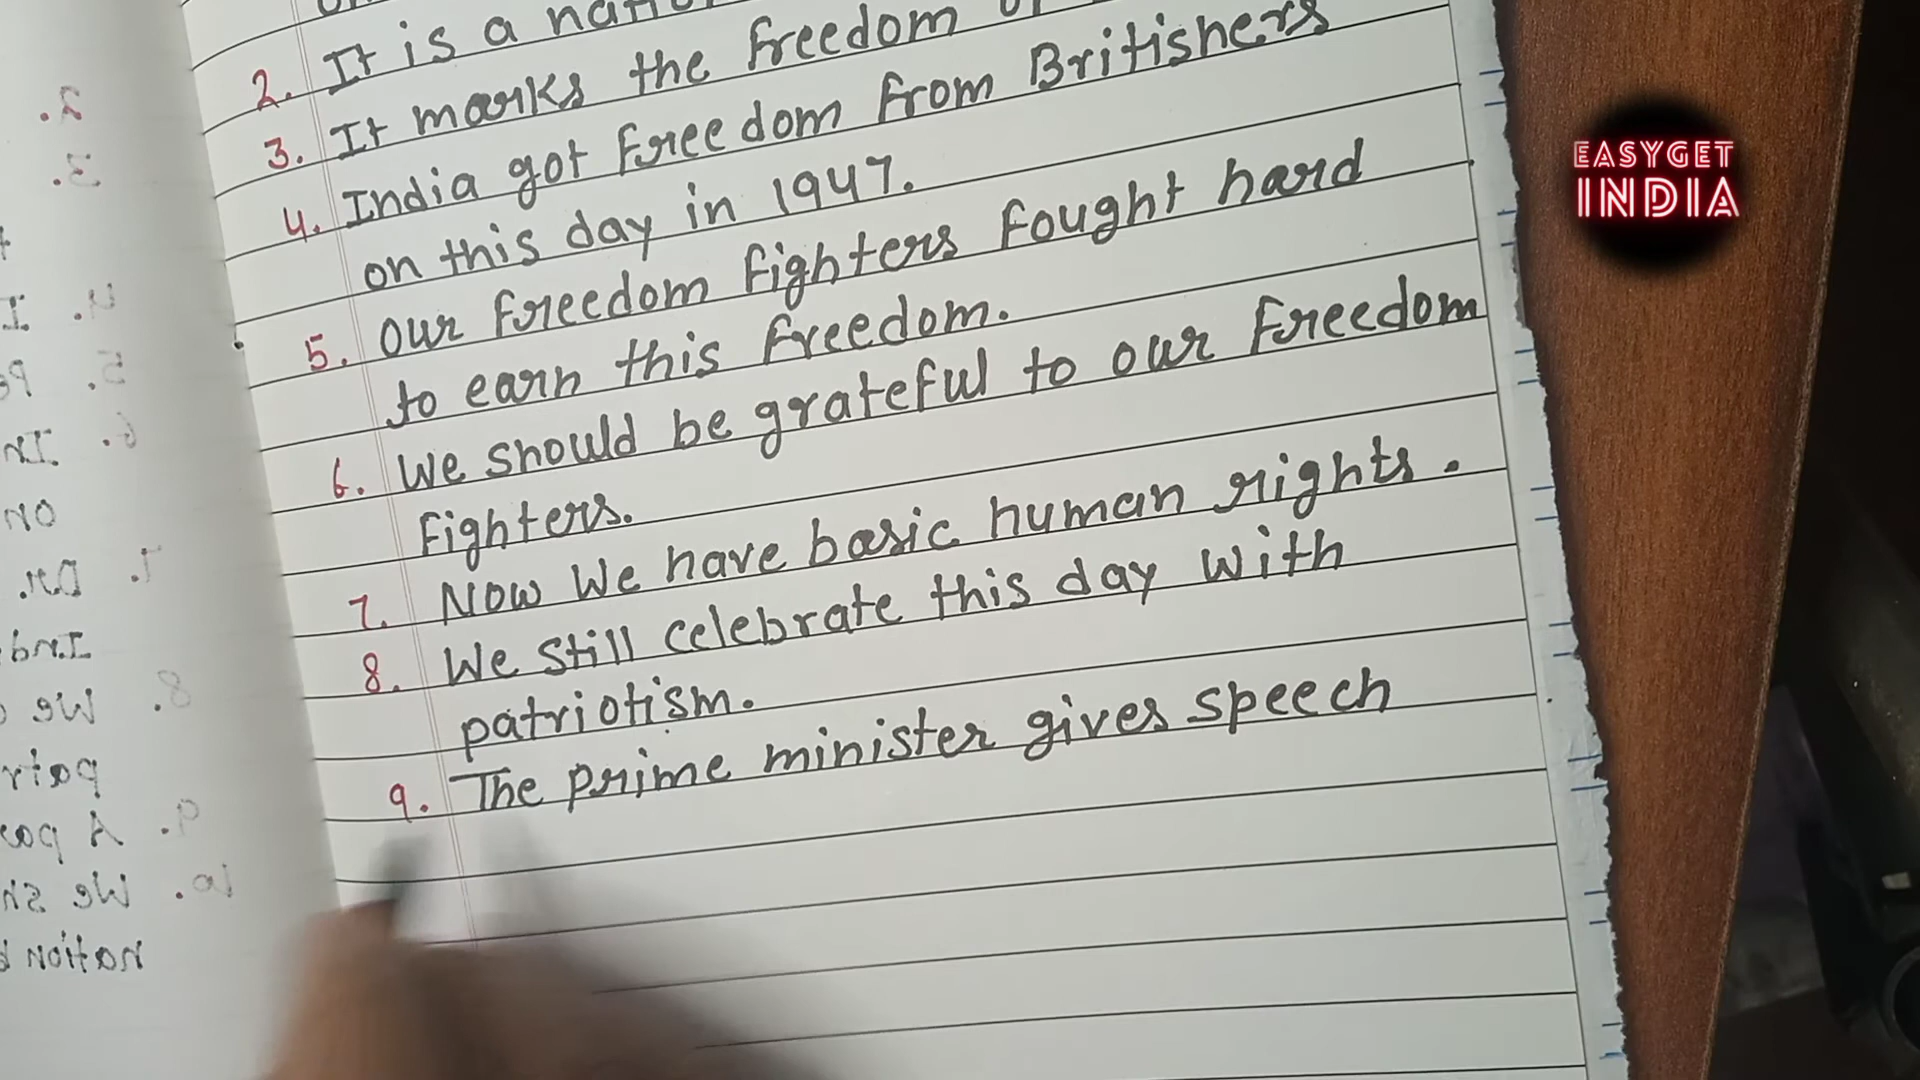 2. It is a
3. It marks the freedom
4. India got freedom from Britishers
on this day in 1947.
5. Our freedom fighters fought hard
to earn this freedom.
6. We should be grateful to our freedom
fighters.
7. Now We have basic human rights.
8. We still celebrate this day with
patriotism.
9. The prime minister gives speech
EASYGET
INDIA